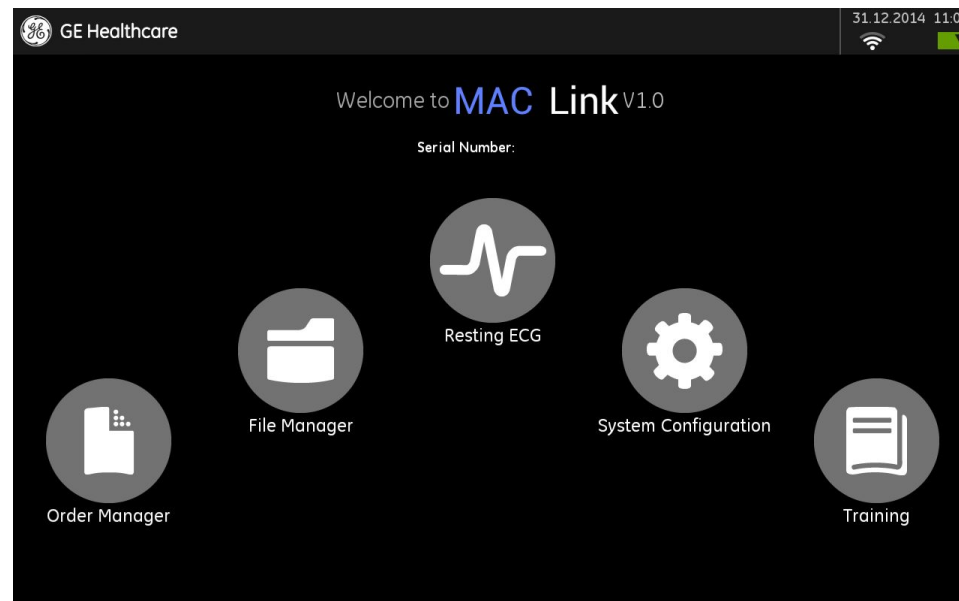 GE Healthcare
31.12.2014 11:0
Welcome to MAC Link V1.0
Serial Number:
Resting ECG
File Manager
System Configuration
Order Manager
Training